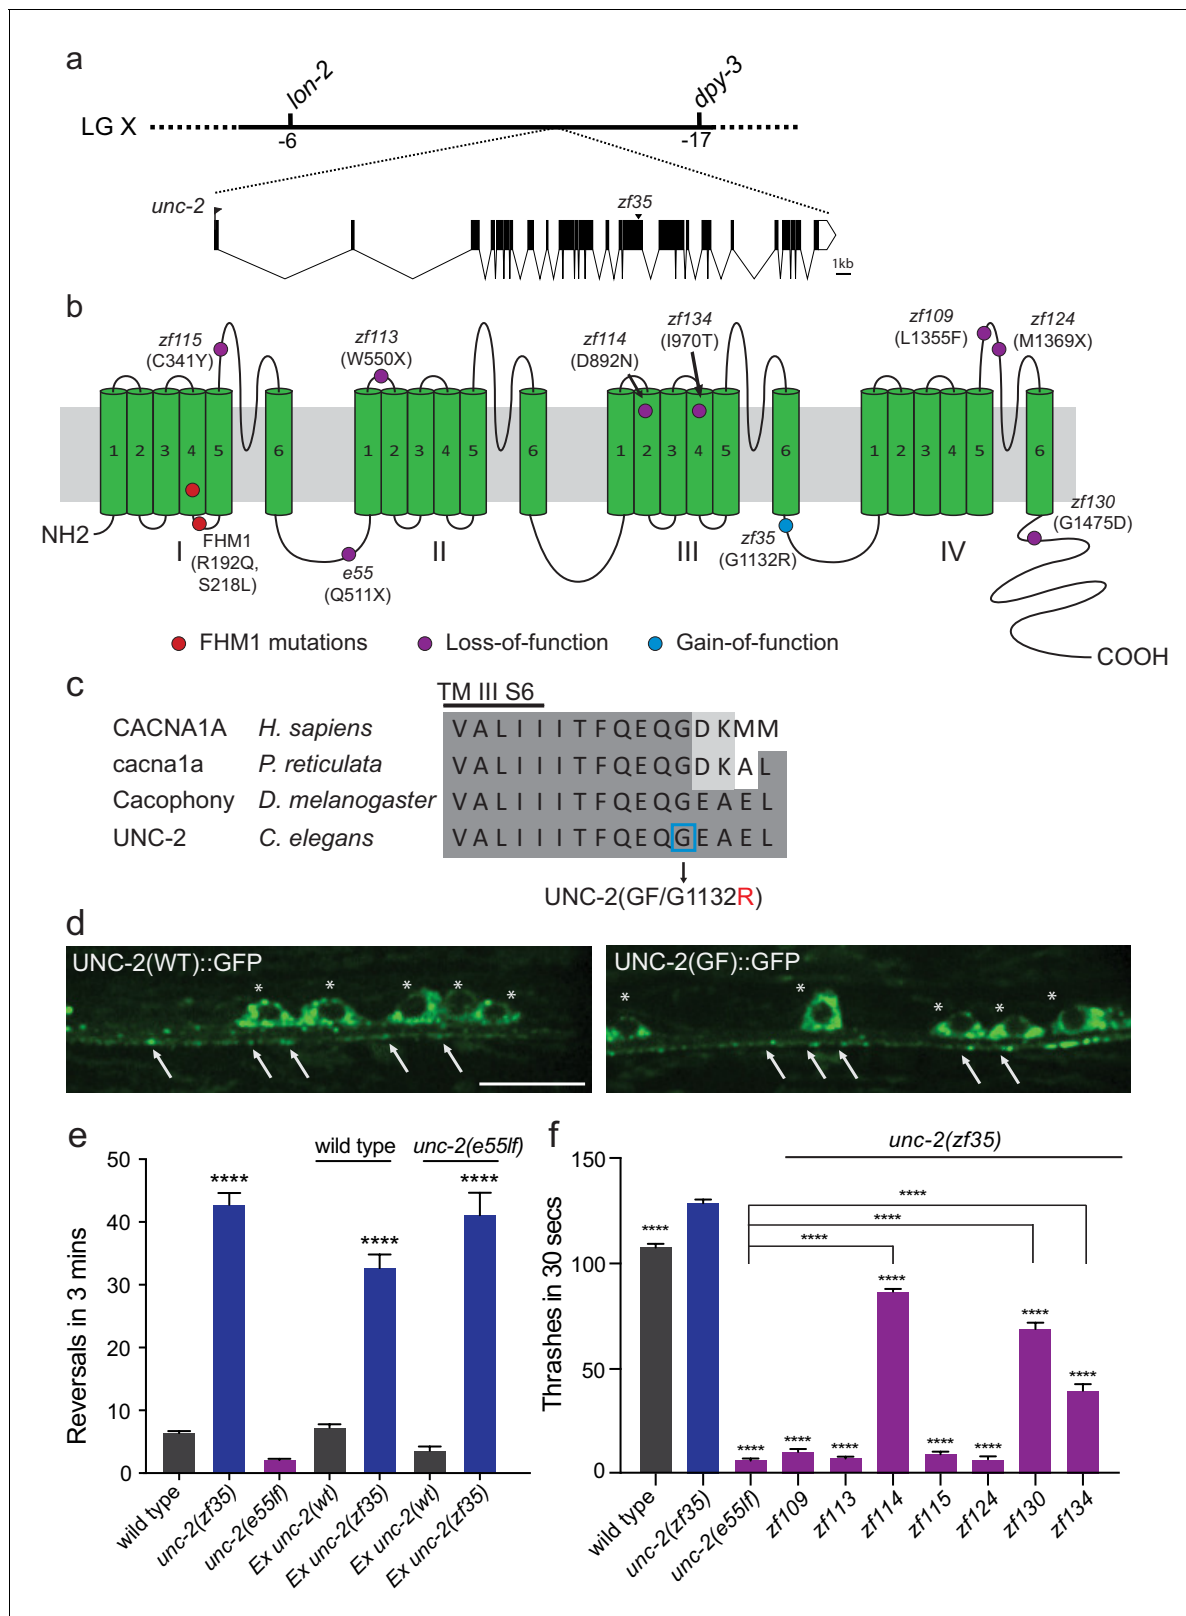 a
lon-2
dpy-3
LG X
-6
-17
unc-2
zf35
1kb
b
zf115
(C341Y)
zf113
(W550X)
zf114
(D892N)
zf134
(I970T)
zf109
(L1355F)
zf124
(M1369X)
1 2 3 4 5 6
1 2 3 4 5 6
1 2 3 4 5 6
1 2 3 4 5 6
NH2
I
FHM1
(R192Q,
S218L)
e55
(Q511X)
II
III
zf35
(G1132R)
IV
zf130
(G1475D)
COOH
FHM1 mutations
Loss-of-function
Gain-of-function
c
TM III S6
CACNA1A H. sapiens V A L I I I T F Q E Q G D K M M
cacna1a P. reticulata V A L I I I T F Q E Q G D K A L
Cacophony D. melanogaster V A L I I I T F Q E Q G E A E L
UNC-2 C. elegans V A L I I I T F Q E Q G E A E L
UNC-2(GF/G1132R)
d
UNC-2(WT)::GFP
* * * * *
UNC-2(GF)::GFP
* * * * *
e
wild type
unc-2(e55lf)
Reversals in 3 mins
50
40
30
20
10
0
**** **** ****
wild type
unc-2(zf35)
unc-2(e55lf)
Ex unc-2(wt)
Ex unc-2(zf35)
Ex unc-2(wt)
Ex unc-2(zf35)
f
unc-2(zf35)
Thrashes in 30 secs
150
100
50
0
****
****
****
**** **** **** **** **** **** **** **** ****
wild type
unc-2(zf35)
unc-2(e55lf)
zf109
zf113
zf114
zf115
zf124
zf130
zf134